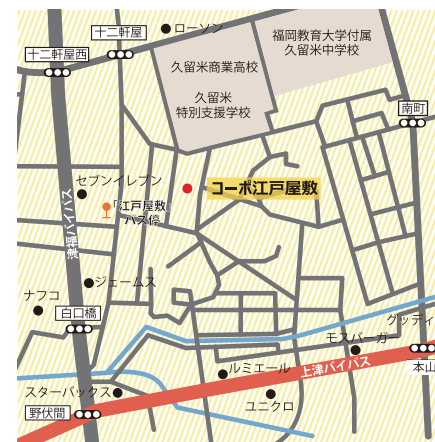 十二軒屋
ローソン
福岡教育大学付属
久留米中学校
十二軒屋西
久留米商業高校
久留米
特別支援学校
南町
セブンイレブン
コーポ江戸屋敷
「江戸屋敷」
バス停
津福バイパス
ジェームス
ナフコ
白口橋
グッディ
モスバーガー
本山
ルミエール
上津バイパス
スターバックス
ユニクロ
野伏間